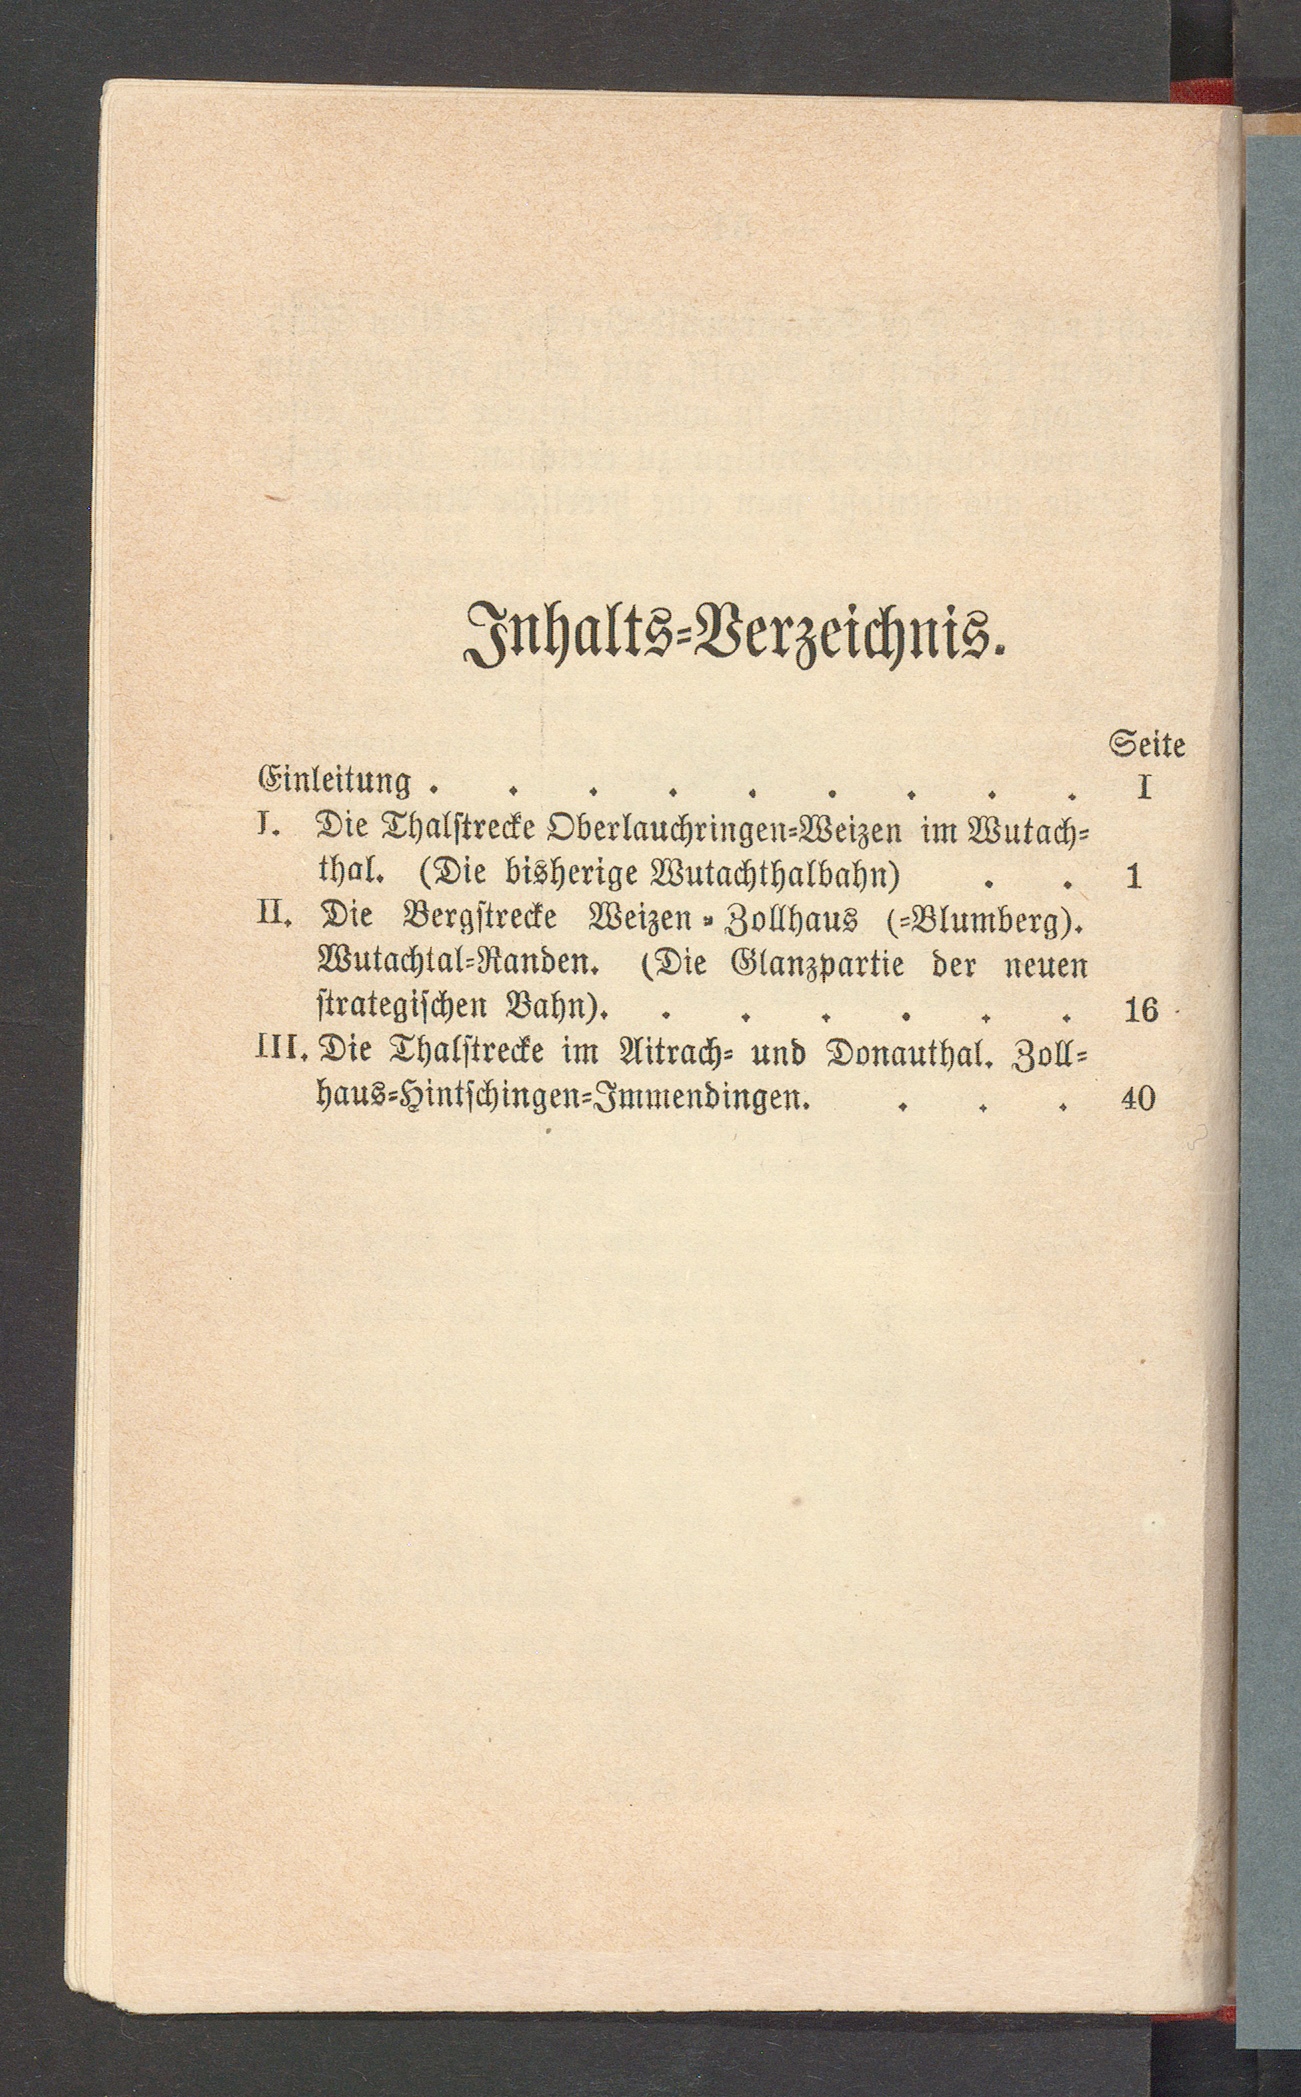 Inhalts-Verzeichnis.
Seite
Einleitung . . . . . . . . . I
I. Die Thalstrecke Oberlauchringen-Weizen im Wutach-
thal. (Die bisherige Wutachthalbahn) . . 1
II. Die Bergstrecke Weizen-Zollhaus (-Blumberg).
Wutachtal-Randen. (Die Glanzpartie der neuen
strategischen Bahn). . . . . . . 16
III. Die Thalstrecke im Aitrach- und Donauthal. Zoll-
haus-Hintschingen-Immendingen. . . . 40